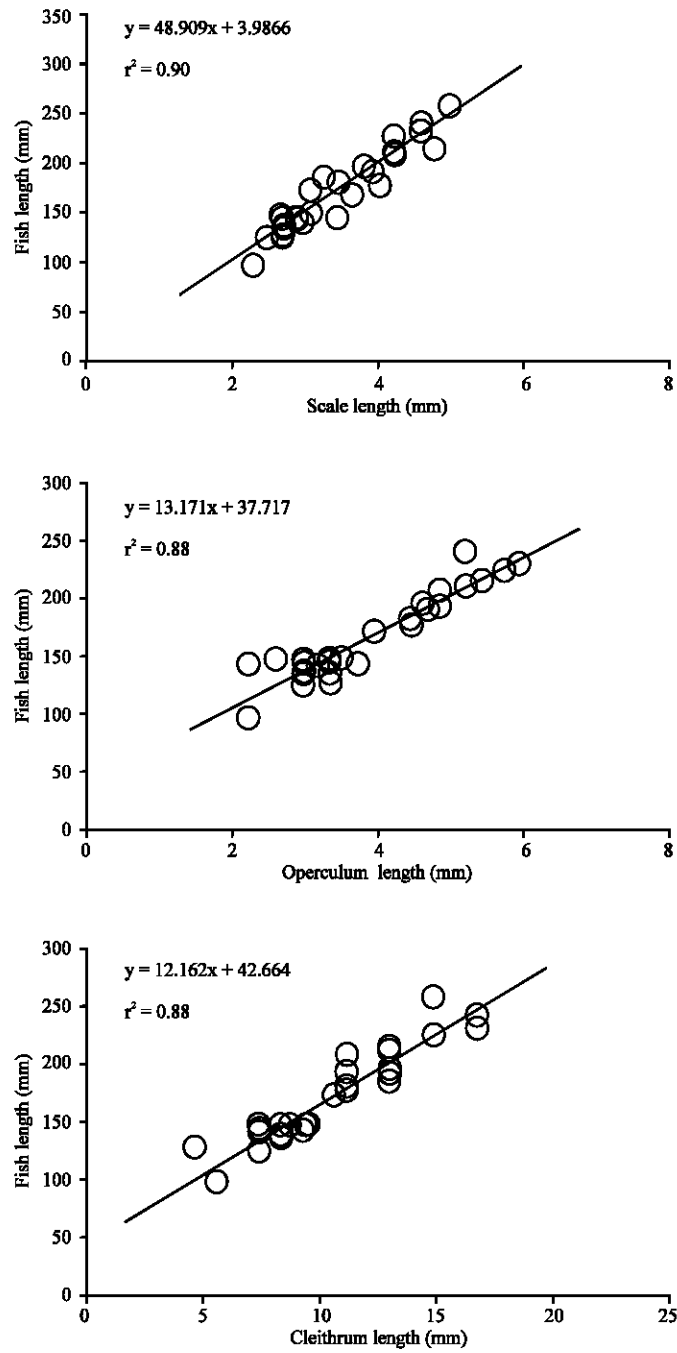 y = 48.909x + 3.9866
r² = 0.90
350
300
250
200
150
100
50
0
Fish length (mm)
0 2 4 6 8
Scale length (mm)
y = 13.171x + 37.717
r² = 0.88
300
250
200
150
100
50
0
Fish length (mm)
0 2 4 6 8
Operculum length (mm)
y = 12.162x + 42.664
r² = 0.88
300
250
200
150
100
50
0
Fish length (mm)
0 5 10 15 20 25
Cleithrum length (mm)